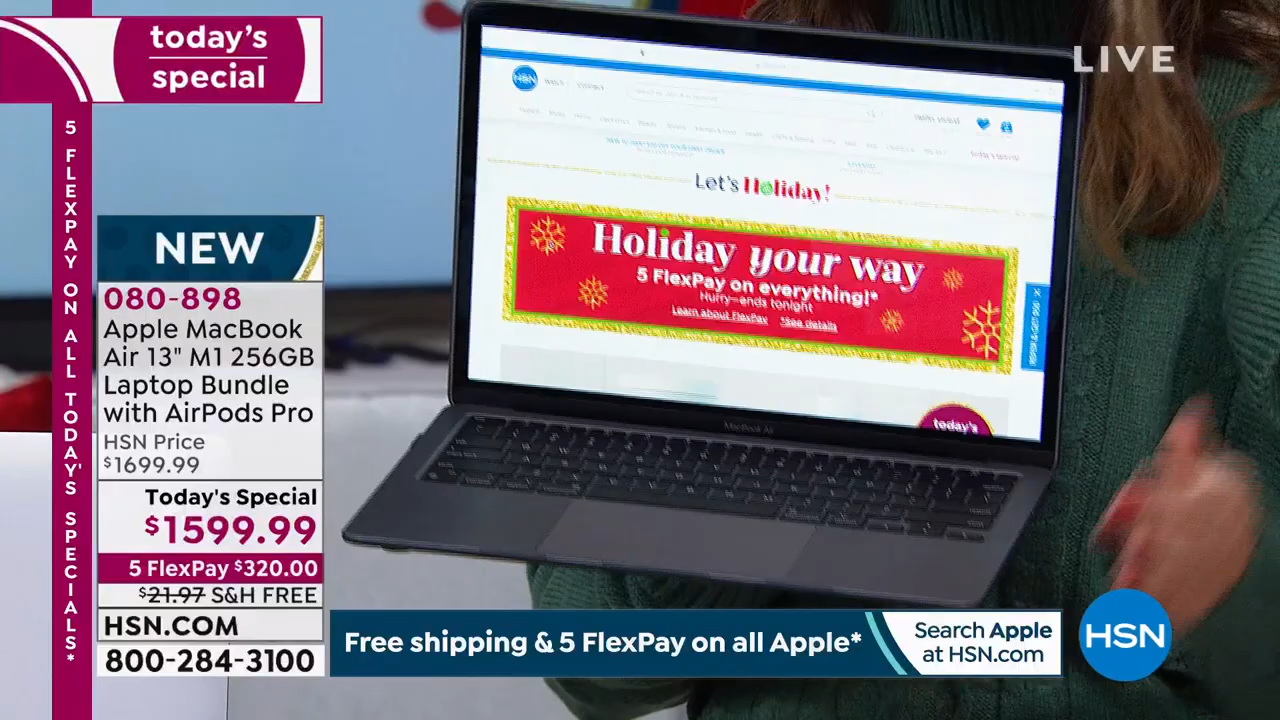 today's
special
LIVE
5 FLEXPAY ON ALL TODAY'S SPECIALS*
NEW
080-898
Apple MacBook
Air 13" M1 256GB
Laptop Bundle
with AirPods Pro
HSN Price
$1699.99
Today's Special
$1599.99
5 FlexPay $320.00
$21.97 S&H FREE
HSN.COM
800-284-3100
HSN
Let's Holiday!
Holiday your way
5 FlexPay on everything!*
Hurry—ends tonight
Learn about FlexPay *See details
today's
MacBook Air
Free shipping & 5 FlexPay on all Apple*
Search Apple
at HSN.com
HSN